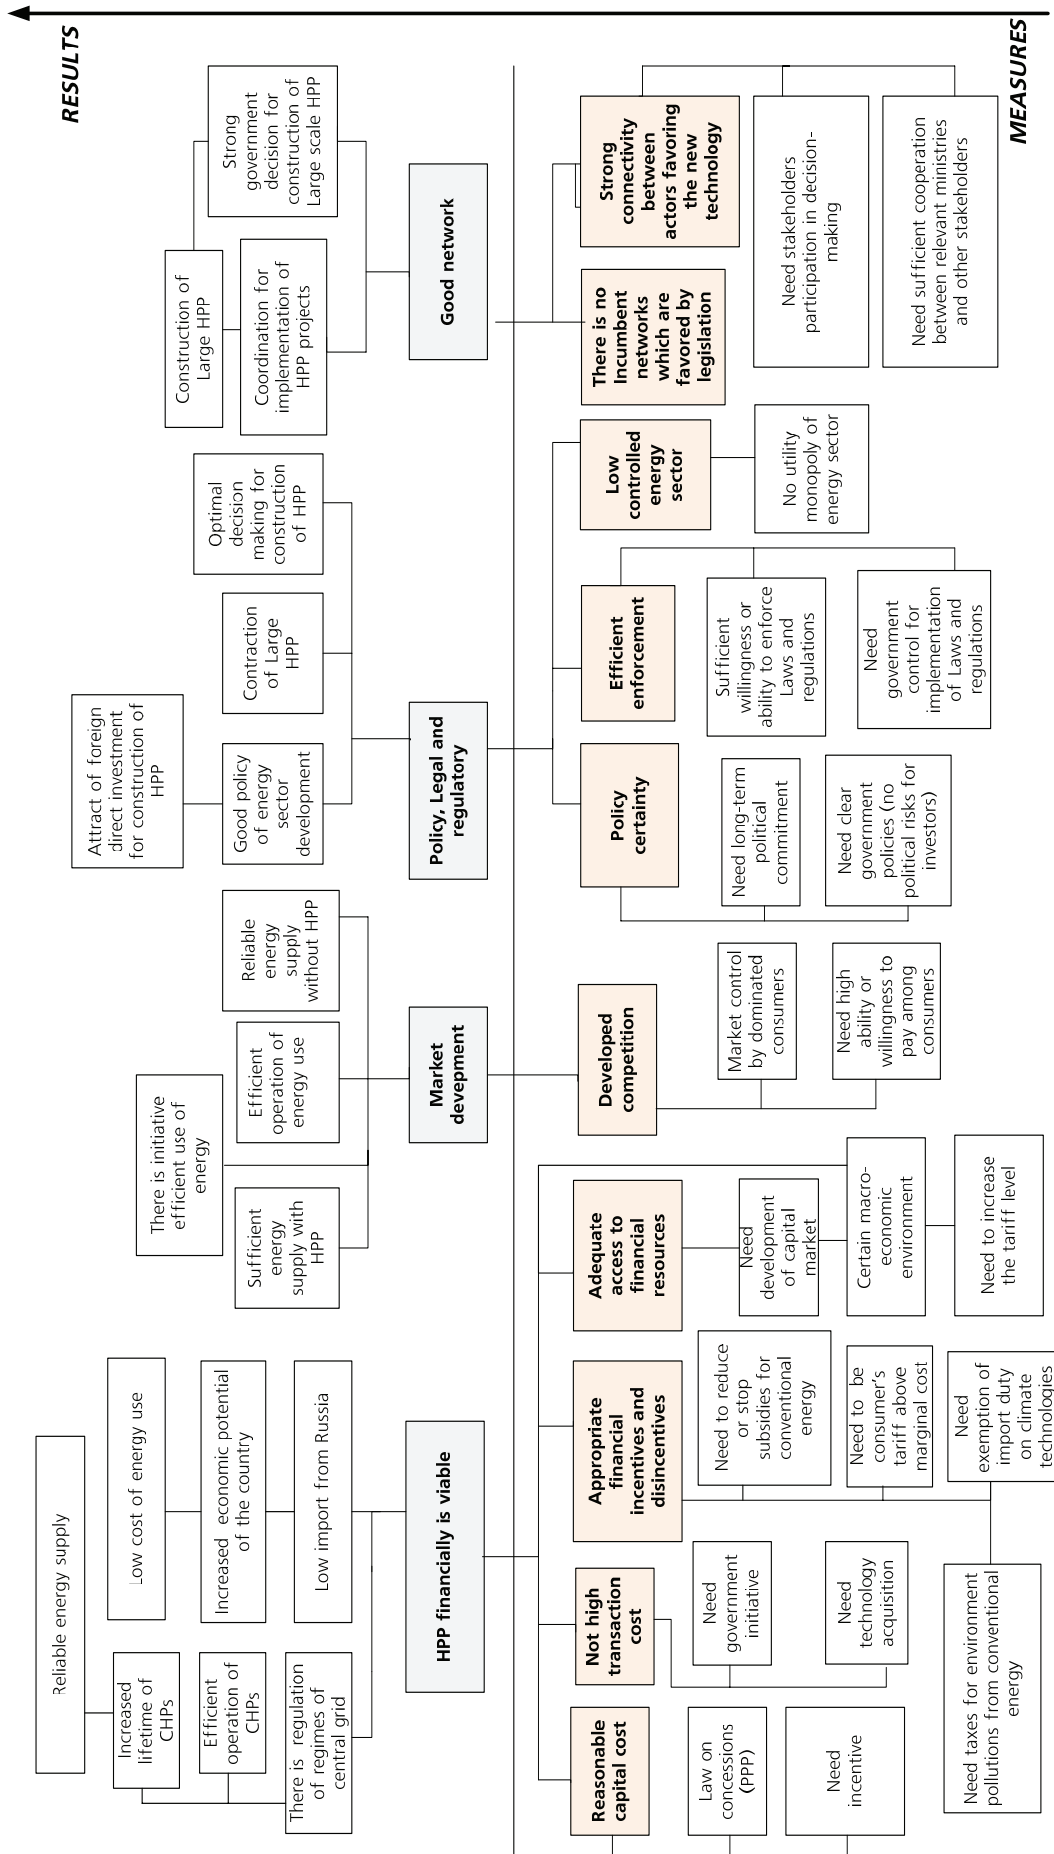 RESULTS
Reliable energy supply
Increased
lifetime of
CHPs
Efficient
operation of
CHPs
There is regulation
of regimes of
central grid
Low cost of energy use
Increased economic potential
of the country
Low import from Russia
There is initiative
efficient use of
energy
Sufficient
energy
supply with
HPP
Efficient
operation of
energy use
Reliable
energy
supply
without HPP
Attract of foreign
direct investment
for construction of
HPP
Good policy
of energy
sector
development
Contraction
of Large
HPP
Optimal
decision
making for
construction
of HPP
Construction of
Large HPP
Coordination for
implementation of
HPP projects
Strong
government
decision for
construction of
Large scale HPP
HPP financially is viable
Market
devepment
Policy, Legal and
regulatory
Good network
Reasonable
capital cost
Law on
concessions
(PPP)
Need
incentive
Not high
transaction
cost
Need
government
initiative
Need
technology
acquisition
Need taxes for environment
pollutions from conventional
energy
Appropriate
financial
incentives and
disincentives
Need to reduce
or stop
subsidies for
conventional
energy
Need to be
consumer's
tariff above
marginal cost
Need
exemption of
import duty
on climate
technologies
Adequate
access to
financial
resources
Need
development
of capital
market
Certain macro-
economic
environment
Need to increase
the tariff level
Developed
competition
Market control
by dominated
consumers
Need high
ability or
willingness to
pay among
consumers
Policy
certainty
Need long-term
political
commitment
Need clear
government
policies (no
political risks for
investors)
Efficient
enforcement
Sufficient
willingness or
ability to enforce
Laws and
regulations
Need
government
control for
implementation
of Laws and
regulations
Low
controlled
energy
sector
No utility
monopoly of
energy sector
There is no
Incumbent
networks
which are
favored by
legislation
Strong
connectivity
between
actors favoring
the new
technology
Need stakeholders
participation in decision-
making
Need sufficient cooperation
between relevant ministries
and other stakeholders
MEASURES